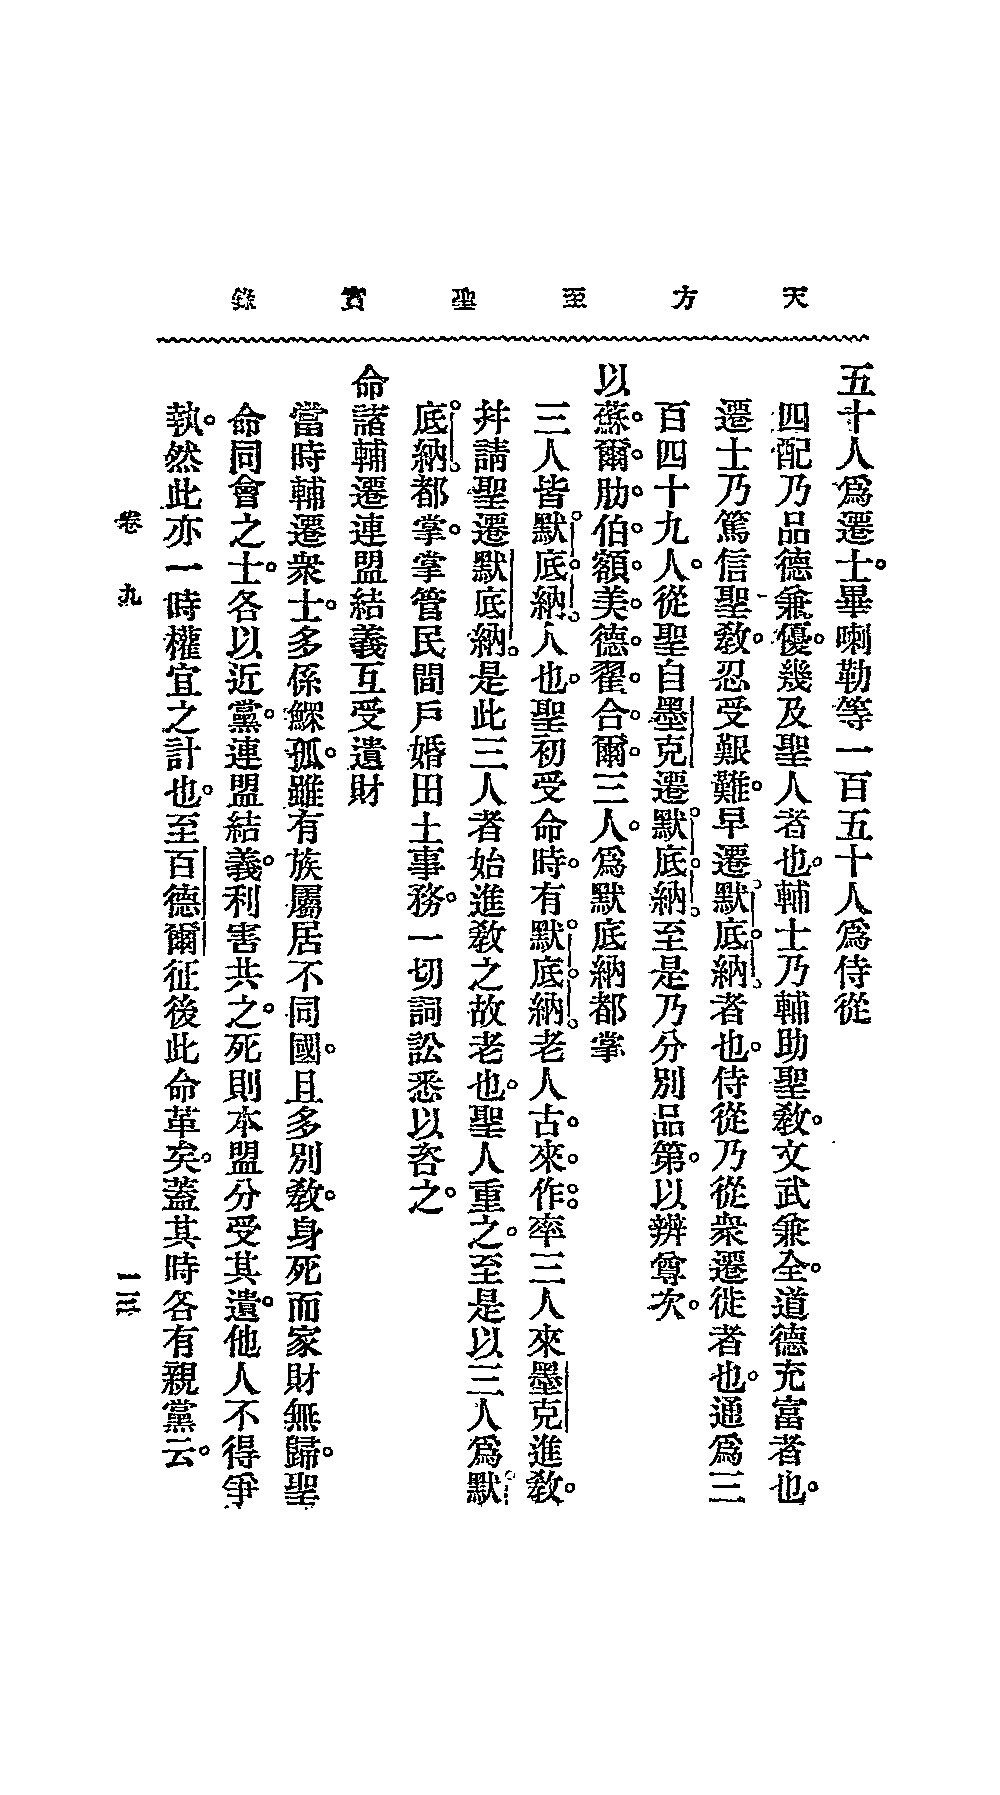 天方至聖實錄
五十人爲遷士。畢喇勒等一百五十人爲侍從
四配乃品德兼優。幾及聖人者也。輔士乃輔助聖敎。文武兼全。道德充富者也。
遷士乃篤信聖敎。忍受艱難。早遷默底納者也。侍從乃從衆遷徙者也。通爲三
百四十九人。從聖自墨克遷默底納。至是乃分別品第。以辨尊次。
以蘇爾肋伯額美德翟合爾三人。爲默底納都掌
三人皆默底納人也。聖初受命時。有默底納老人古來作。率三人來墨克進敎。
幷請聖遷默底納。是此三人者始進敎之故老也。聖人重之。至是以三人爲默
底納都掌。掌管民間戶婚田土事務。一切詞訟悉以咨之。
命諸輔遷連盟結義互受遺財
當時輔遷衆士。多係鰥孤。雖有族屬居不同國。且多別敎。身死而家財無歸。聖
命同會之士。各以近黨。連盟結義。利害共之。死則本盟分受其遺。他人不得爭
執。然此亦一時權宜之計也。至百德爾征後此命革矣。蓋其時各有親黨云。
卷九
一三